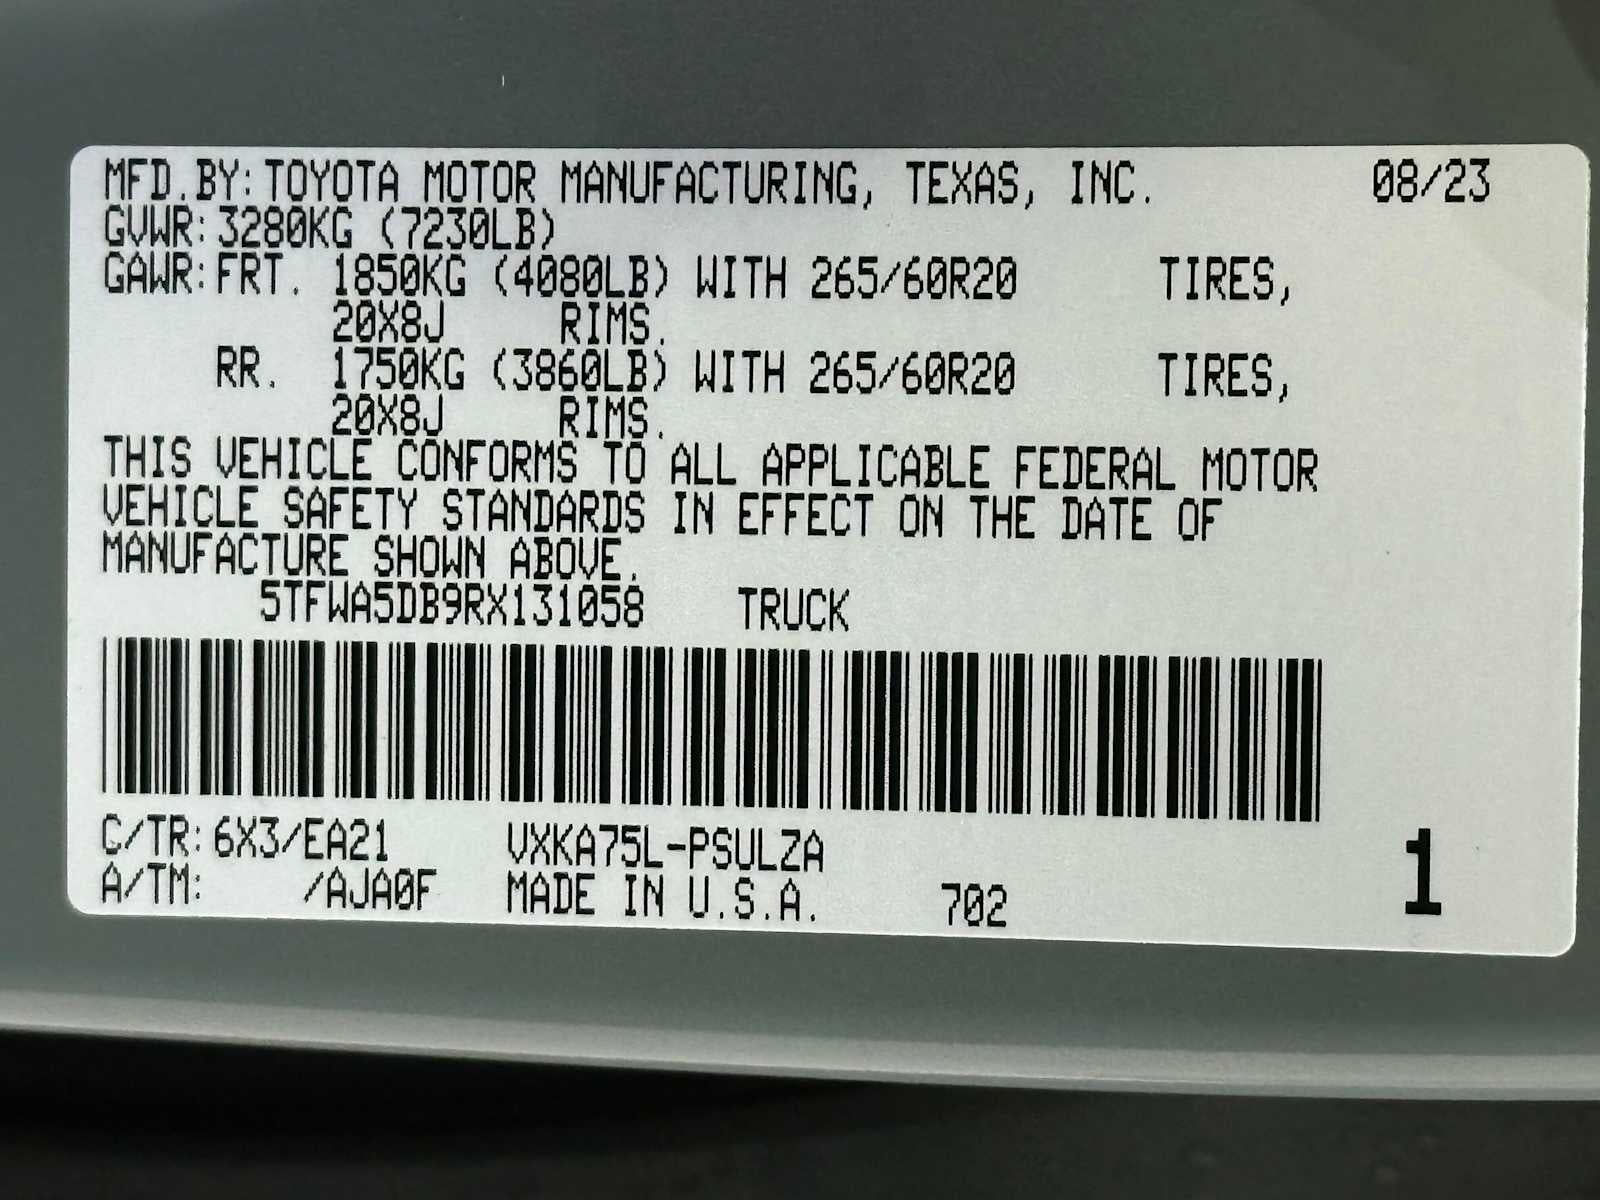 MFD.BY:TOYOTA MOTOR MANUFACTURING, TEXAS, INC. 08/23
GVWR:3280KG (7230LB)
GAWR:FRT. 1850KG (4080LB) WITH 265/60R20 TIRES,
20X8J RIMS.
RR. 1750KG (3860LB) WITH 265/60R20 TIRES,
20X8J RIMS.
THIS VEHICLE CONFORMS TO ALL APPLICABLE FEDERAL MOTOR
VEHICLE SAFETY STANDARDS IN EFFECT ON THE DATE OF
MANUFACTURE SHOWN ABOVE.
5TFWA5DB9RX131058 TRUCK
C/TR:6X3/EA21 VXKA75L-PSULZA
A/TM: /AJA0F MADE IN U.S.A. 702 1